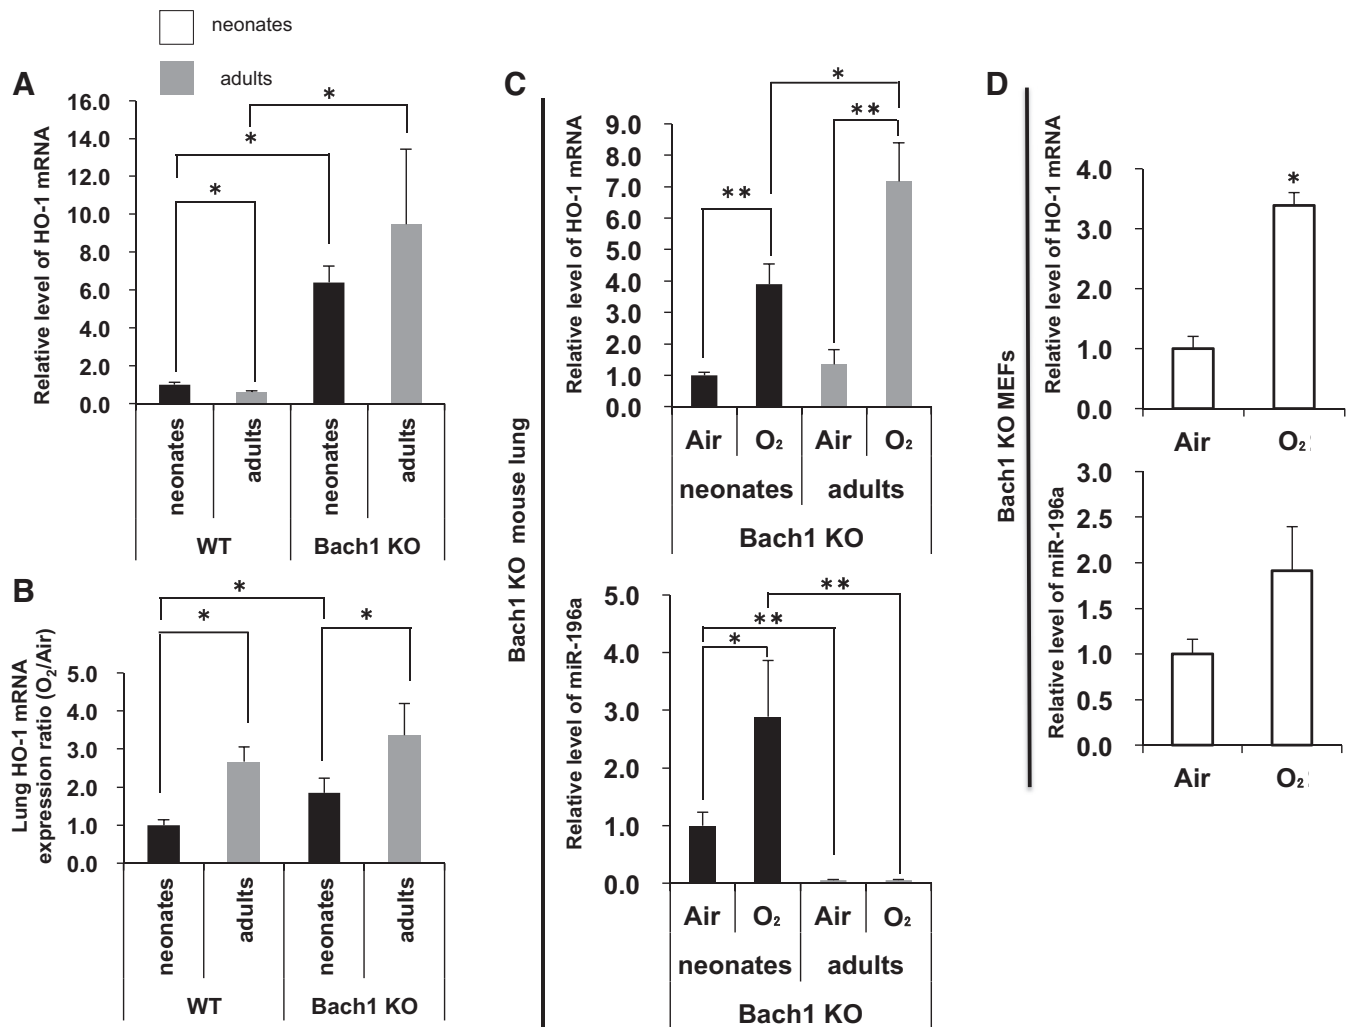 neonates
adults
A
Relative level of HO-1 mRNA
16.0
14.0
12.0
10.0
8.0
6.0
4.0
2.0
0.0
*
*
*
neonates
adults
neonates
adults
WT
Bach1 KO
B
Lung HO-1 mRNA
expression ratio (O2/Air)
5.0
4.0
3.0
2.0
1.0
0.0
*
*
*
neonates
adults
neonates
adults
WT
Bach1 KO
C
Bach1 KO mouse lung
Relative level of HO-1 mRNA
9.0
8.0
7.0
6.0
5.0
4.0
3.0
2.0
1.0
0.0
*
**
**
Air
O2
Air
O2
neonates
adults
Bach1 KO
Relative level of miR-196a
5.0
4.0
3.0
2.0
1.0
0.0
**
**
*
Air
O2
Air
O2
neonates
adults
Bach1 KO
D
Bach1 KO MEFs
Relative level of HO-1 mRNA
4.0
3.0
2.0
1.0
0.0
*
Air
O2
Relative level of miR-196a
3.0
2.5
2.0
1.5
1.0
0.5
0.0
Air
O2